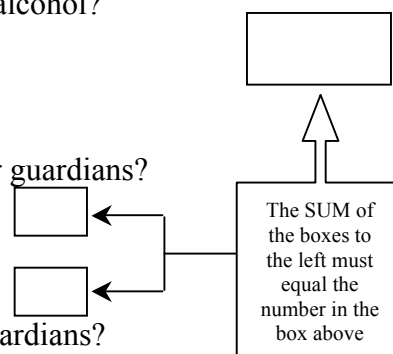 alcohol?
guardians?
The SUM of
the boxes to
the left must
equal the
number in the
box above
ardians?